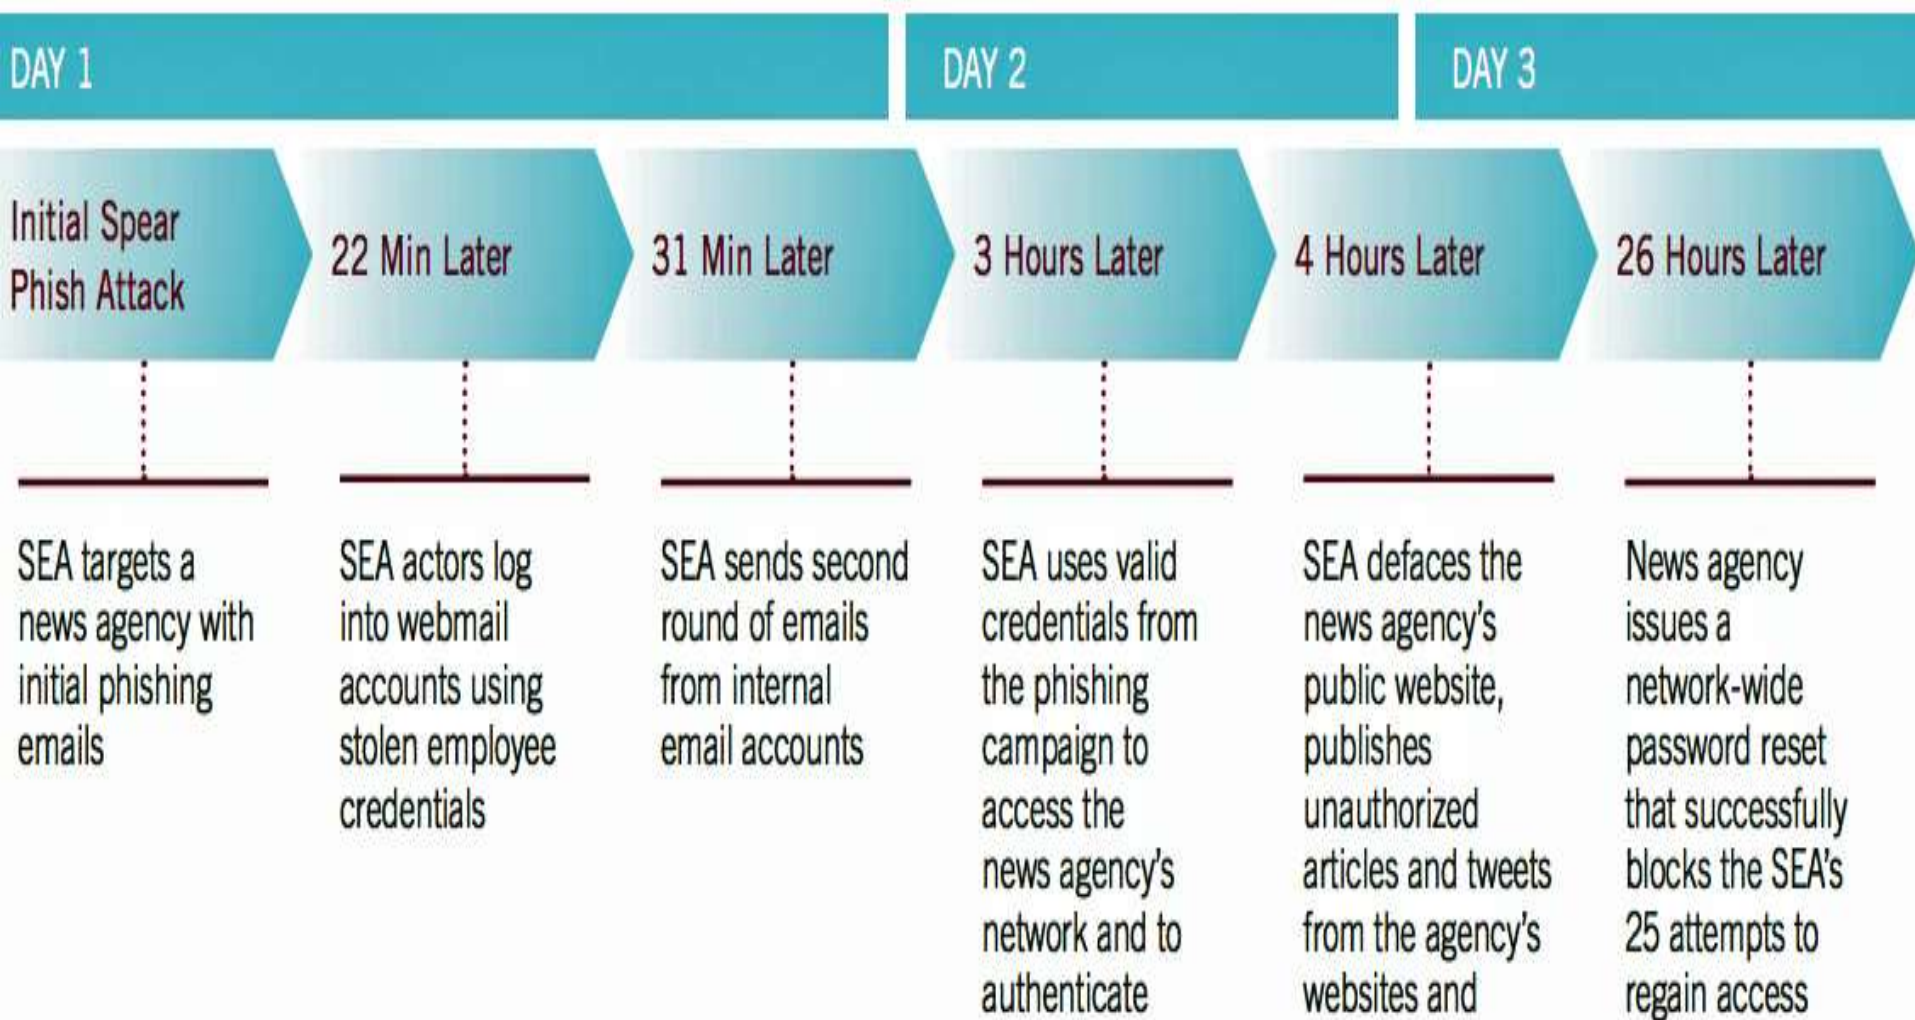 DAY 1
DAY 2
DAY 3
Initial Spear
Phish Attack
22 Min Later
31 Min Later
3 Hours Later
4 Hours Later
26 Hours Later
SEA targets a
news agency with
initial phishing
emails
SEA actors log
into webmail
accounts using
stolen employee
credentials
SEA sends second
round of emails
from internal
email accounts
SEA uses valid
credentials from
the phishing
campaign to
access the
news agency's
network and to
authenticate
SEA defaces the
news agency's
public website,
publishes
unauthorized
articles and tweets
from the agency's
websites and
News agency
issues a
network-wide
password reset
that successfully
blocks the SEA's
25 attempts to
regain access